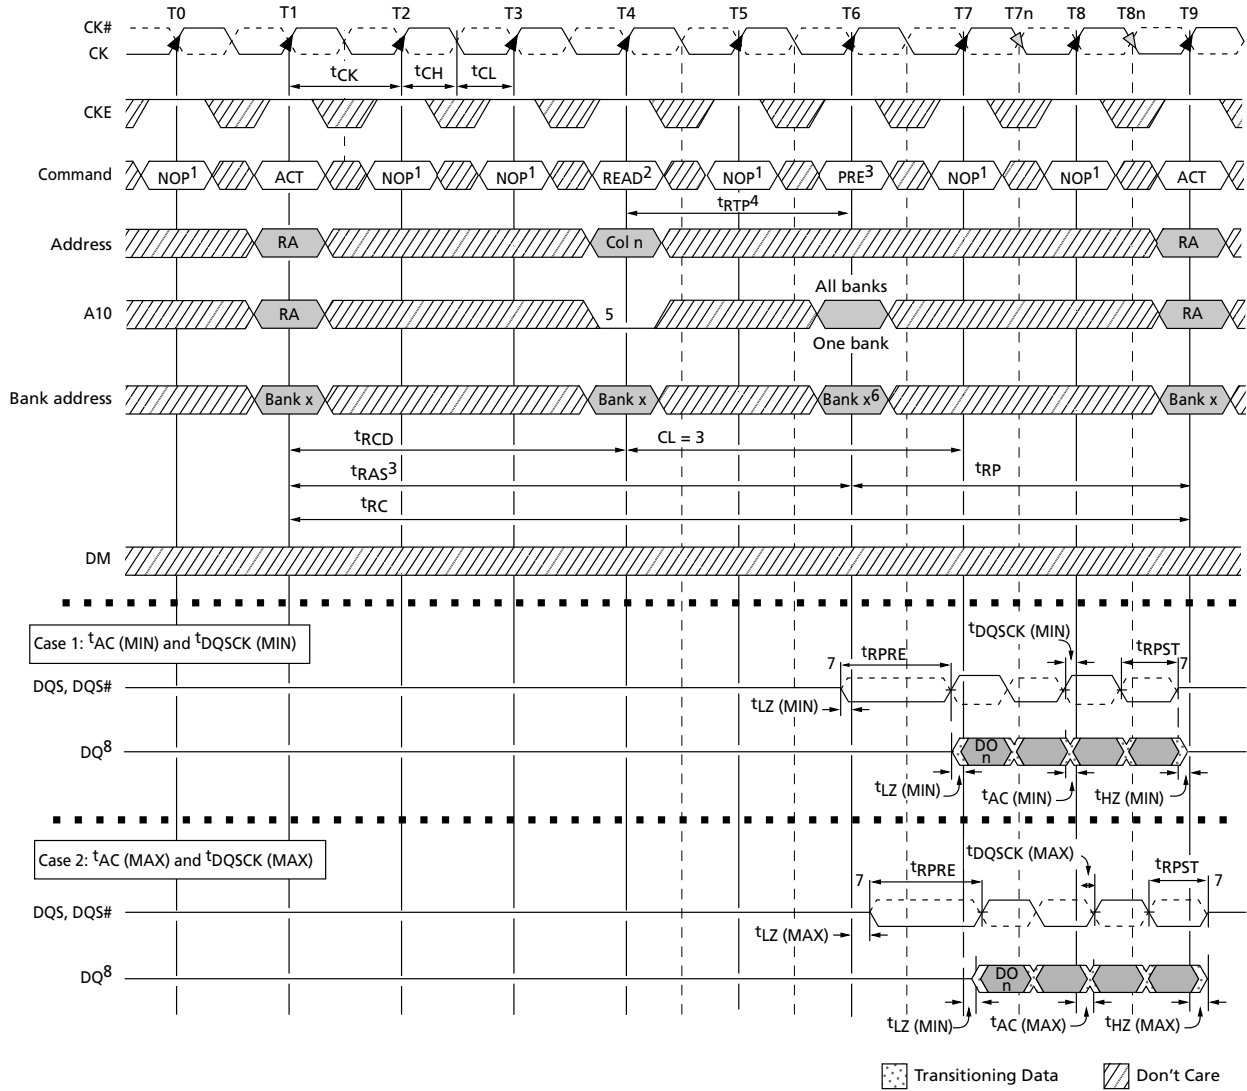 T0 T1 T2 T3 T4 T5 T6 T7 T7n T8 T8n T9
CK#
CK
tCK tCH tCL
CKE
Command NOP1 ACT NOP1 NOP1 READ2 NOP1 PRE3 NOP1 NOP1 ACT
tRTP4
Address RA Col n RA
All banks
A10 RA 5 RA
One bank
Bank address Bank x Bank x Bank x6 Bank x
tRCD CL = 3
tRAS3 tRP
tRC
DM
Case 1: tAC (MIN) and tDQSCK (MIN)
tDQSCK (MIN)
7 tRPRE tRPST 7
DQS, DQS#
tLZ (MIN)
DQ8 DO
n
tLZ (MIN) tAC (MIN) tHZ (MIN)
Case 2: tAC (MAX) and tDQSCK (MAX)
tDQSCK (MAX)
7 tRPRE tRPST 7
DQS, DQS#
tLZ (MAX)
DQ8 DO
n
tLZ (MIN) tAC (MAX) tHZ (MAX)
Transitioning Data Don't Care